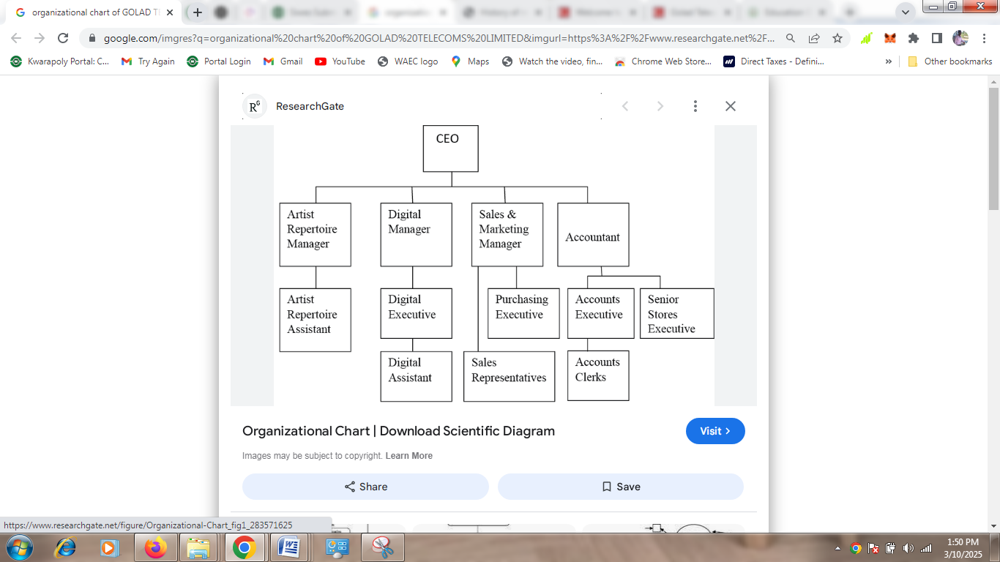 organizational chart of GOLAD TE
google.com/imgres?q=organizational%20chart%20of%20GOLAD%20TELECOMS%20LIMITED&imgurl=https%3A%2F%2Fwww.researchgate.net%2F...
Kwarapoly Portal: C...
Try Again
Portal Login
Gmail
YouTube
WAEC logo
Maps
Watch the video, fin...
Chrome Web Store...
Direct Taxes - Defini...
»
Other bookmarks
RG
ResearchGate
CEO
Artist
Repertoire
Manager
Digital
Manager
Sales &
Marketing
Manager
Accountant
Artist
Repertoire
Assistant
Digital
Executive
Purchasing
Executive
Accounts
Executive
Senior
Stores
Executive
Digital
Assistant
Sales
Representatives
Accounts
Clerks
Organizational Chart | Download Scientific Diagram
Visit
Images may be subject to copyright. Learn More
Share
Save
https://www.researchgate.net/figure/Organizational-Chart_fig1_283571625
1:50 PM
3/10/2025